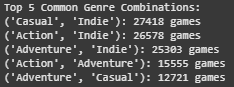 Top 5 Common Genre Combinations:
('Casual', 'Indie'): 27418 games
('Action', 'Indie'): 26578 games
('Adventure', 'Indie'): 25303 games
('Action', 'Adventure'): 15555 games
('Adventure', 'Casual'): 12721 games